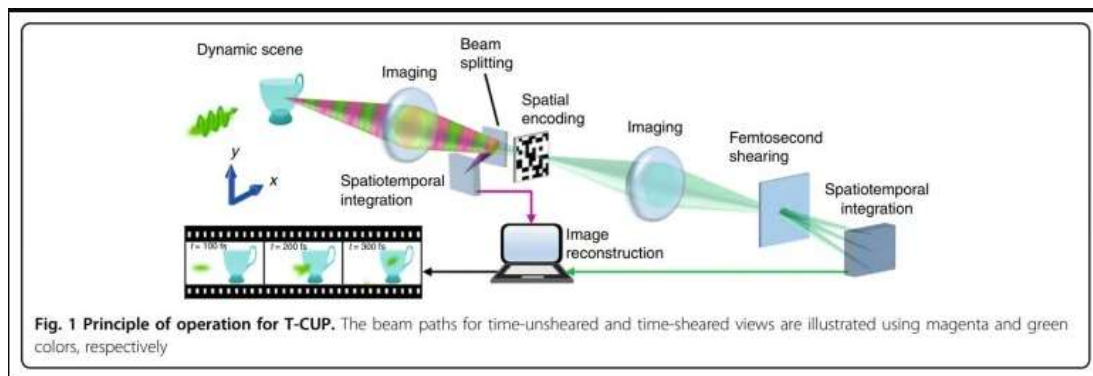 Dynamic scene
Imaging
Beam
splitting
Spatial
encoding
Imaging
Femtosecond
shearing
Spatiotemporal
integration
y
x
Spatiotemporal
integration
Image
reconstruction
t = 100 fs
t = 200 fs
t = 900 fs
Fig. 1 Principle of operation for T-CUP. The beam paths for time-unsheared and time-sheared views are illustrated using magenta and green
colors, respectively